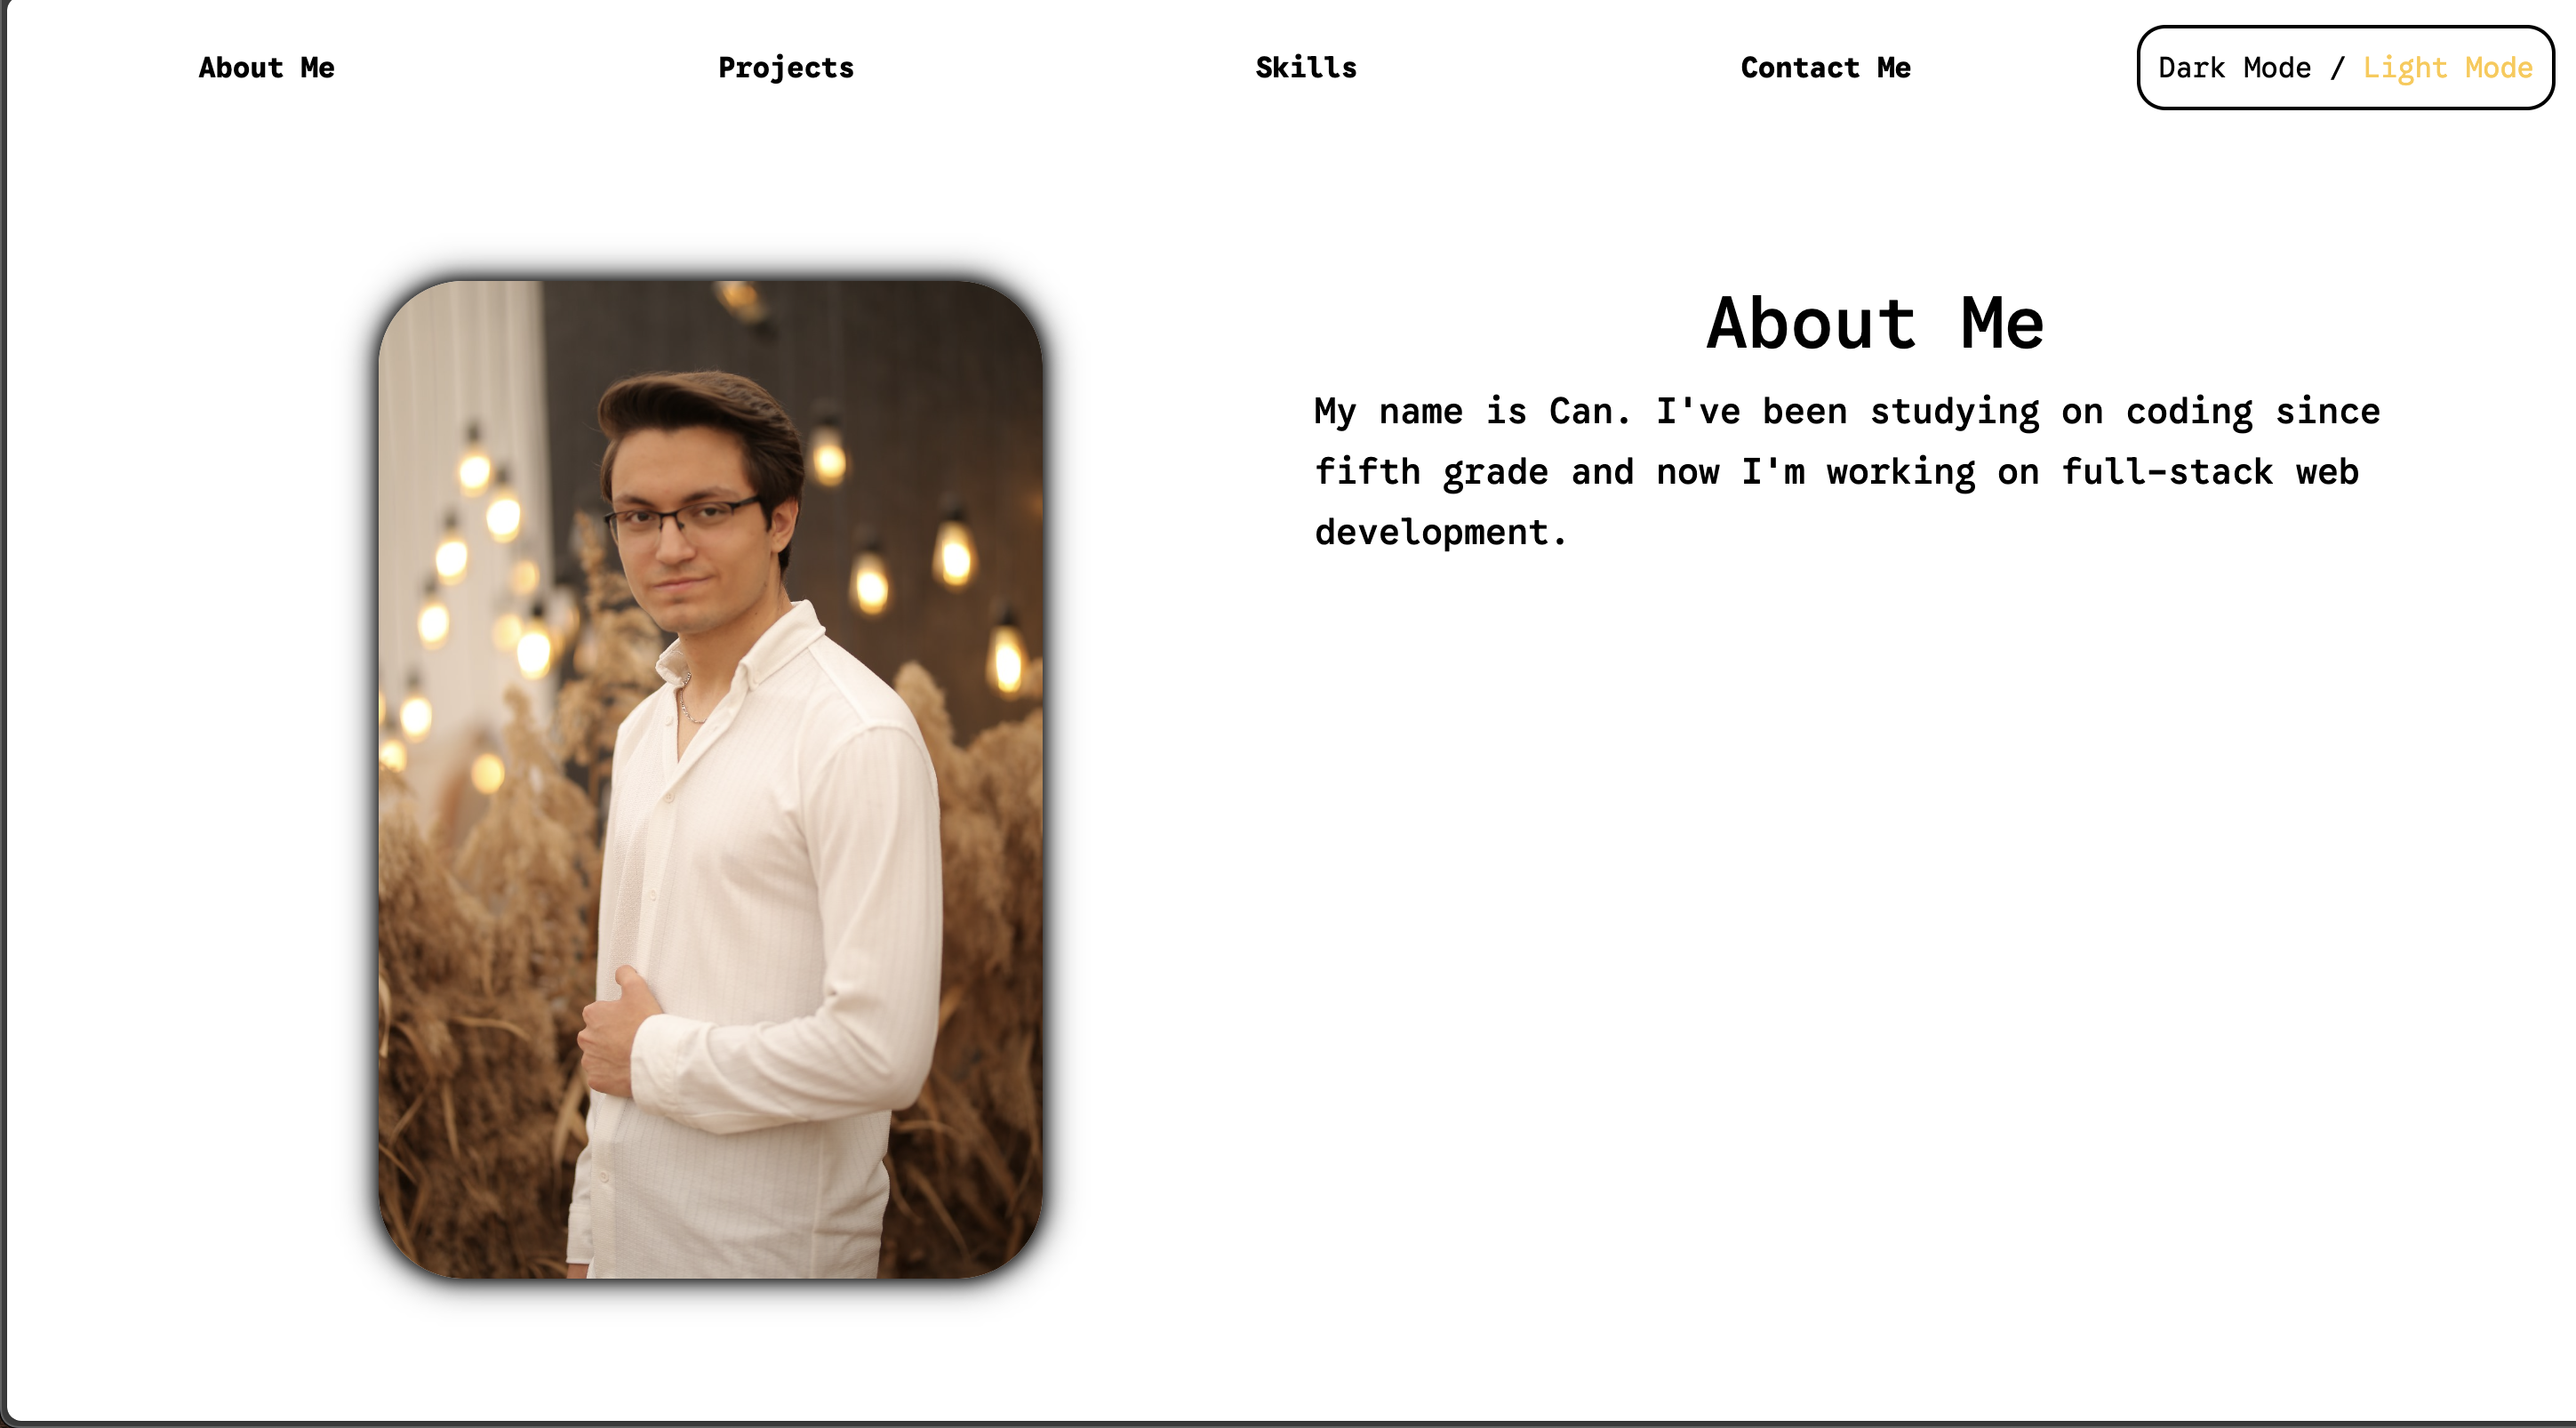 About Me
Projects
Skills
Contact Me
Dark Mode / Light Mode
About Me
My name is Can. I've been studying on coding since
fifth grade and now I'm working on full-stack web
development.